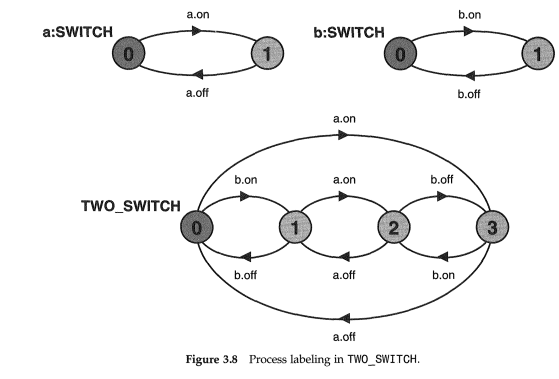 a.on
b.on
a:SWITCH
0
1
b:SWITCH
0
1
a.off
b.off
a.on
b.on
a.on
b.off
TWO_SWITCH
0
1
2
3
b.off
a.off
b.on
a.off
Figure 3.8 Process labeling in TWO_SWITCH.